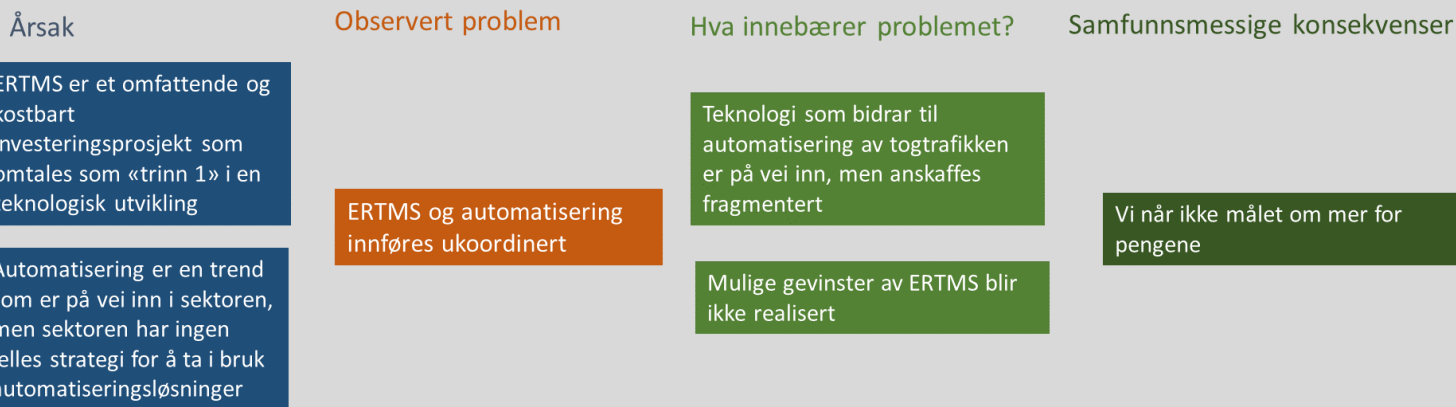 Årsak
Observert problem
Hva innebærer problemet?
Samfunnsmessige konsekvenser
ERTMS er et omfattende og
kostbart
investeringsprosjekt som
omtales som «trinn 1» i en
teknologisk utvikling
Automatisering er en trend
som er på vei inn i sektoren,
men sektoren har ingen
felles strategi for å ta i bruk
automatiseringsløsninger
ERTMS og automatisering
innføres ukoordinert
Teknologi som bidrar til
automatisering av togtrafikken
er på vei inn, men anskaffes
fragmentert
Mulige gevinster av ERTMS blir
ikke realisert
Vi når ikke målet om mer for
pengene